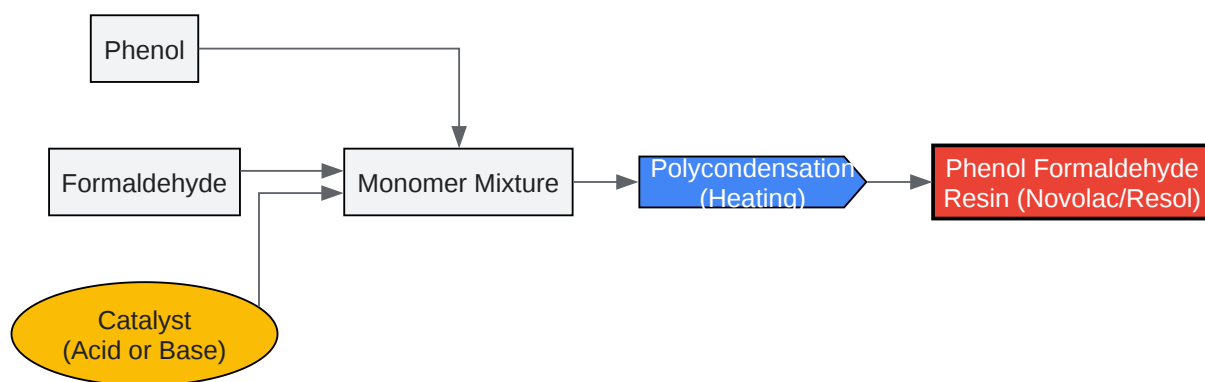 Phenol
Formaldehyde
Catalyst
(Acid or Base)
Monomer Mixture
Polycondensation
(Heating)
Phenol Formaldehyde
Resin (Novolac/Resol)